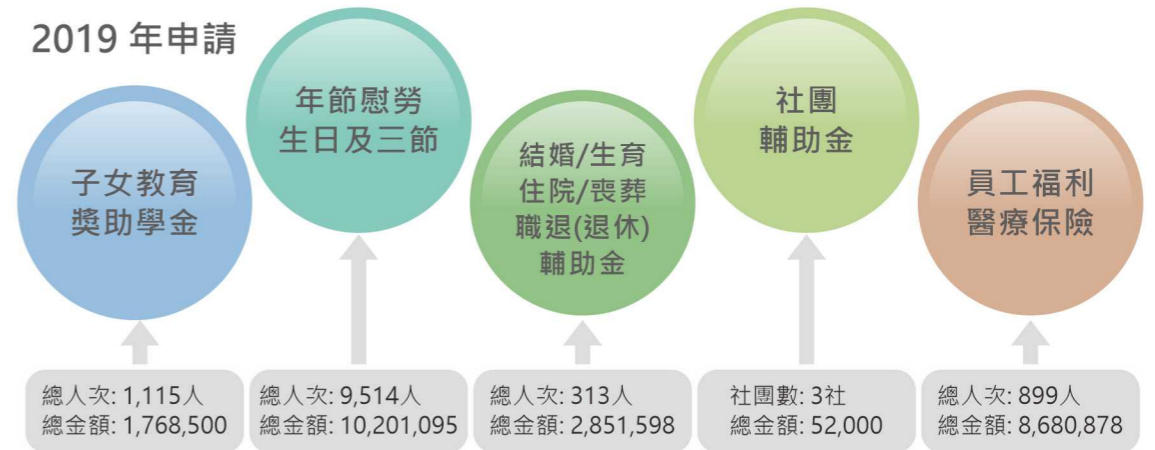 2019 年申請
子女教育
獎助學金
年節慰勞
生日及三節
結婚/生育
住院/喪葬
職退(退休)
輔助金
社團
輔助金
員工福利
醫療保險
總人次: 1,115人
總金額: 1,768,500
總人次: 9,514人
總金額: 10,201,095
總人次: 313人
總金額: 2,851,598
社團數: 3社
總金額: 52,000
總人次: 899人
總金額: 8,680,878